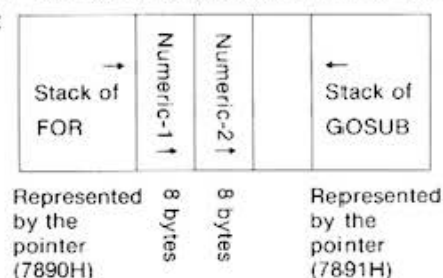 →
Stack of
FOR
Numeric-1 ↑
Numeric-2 ↑
←
Stack of
GOSUB
Represented
by the
pointer
(7890H)
8 bytes
8 bytes
Represented
by the
pointer
(7891H)